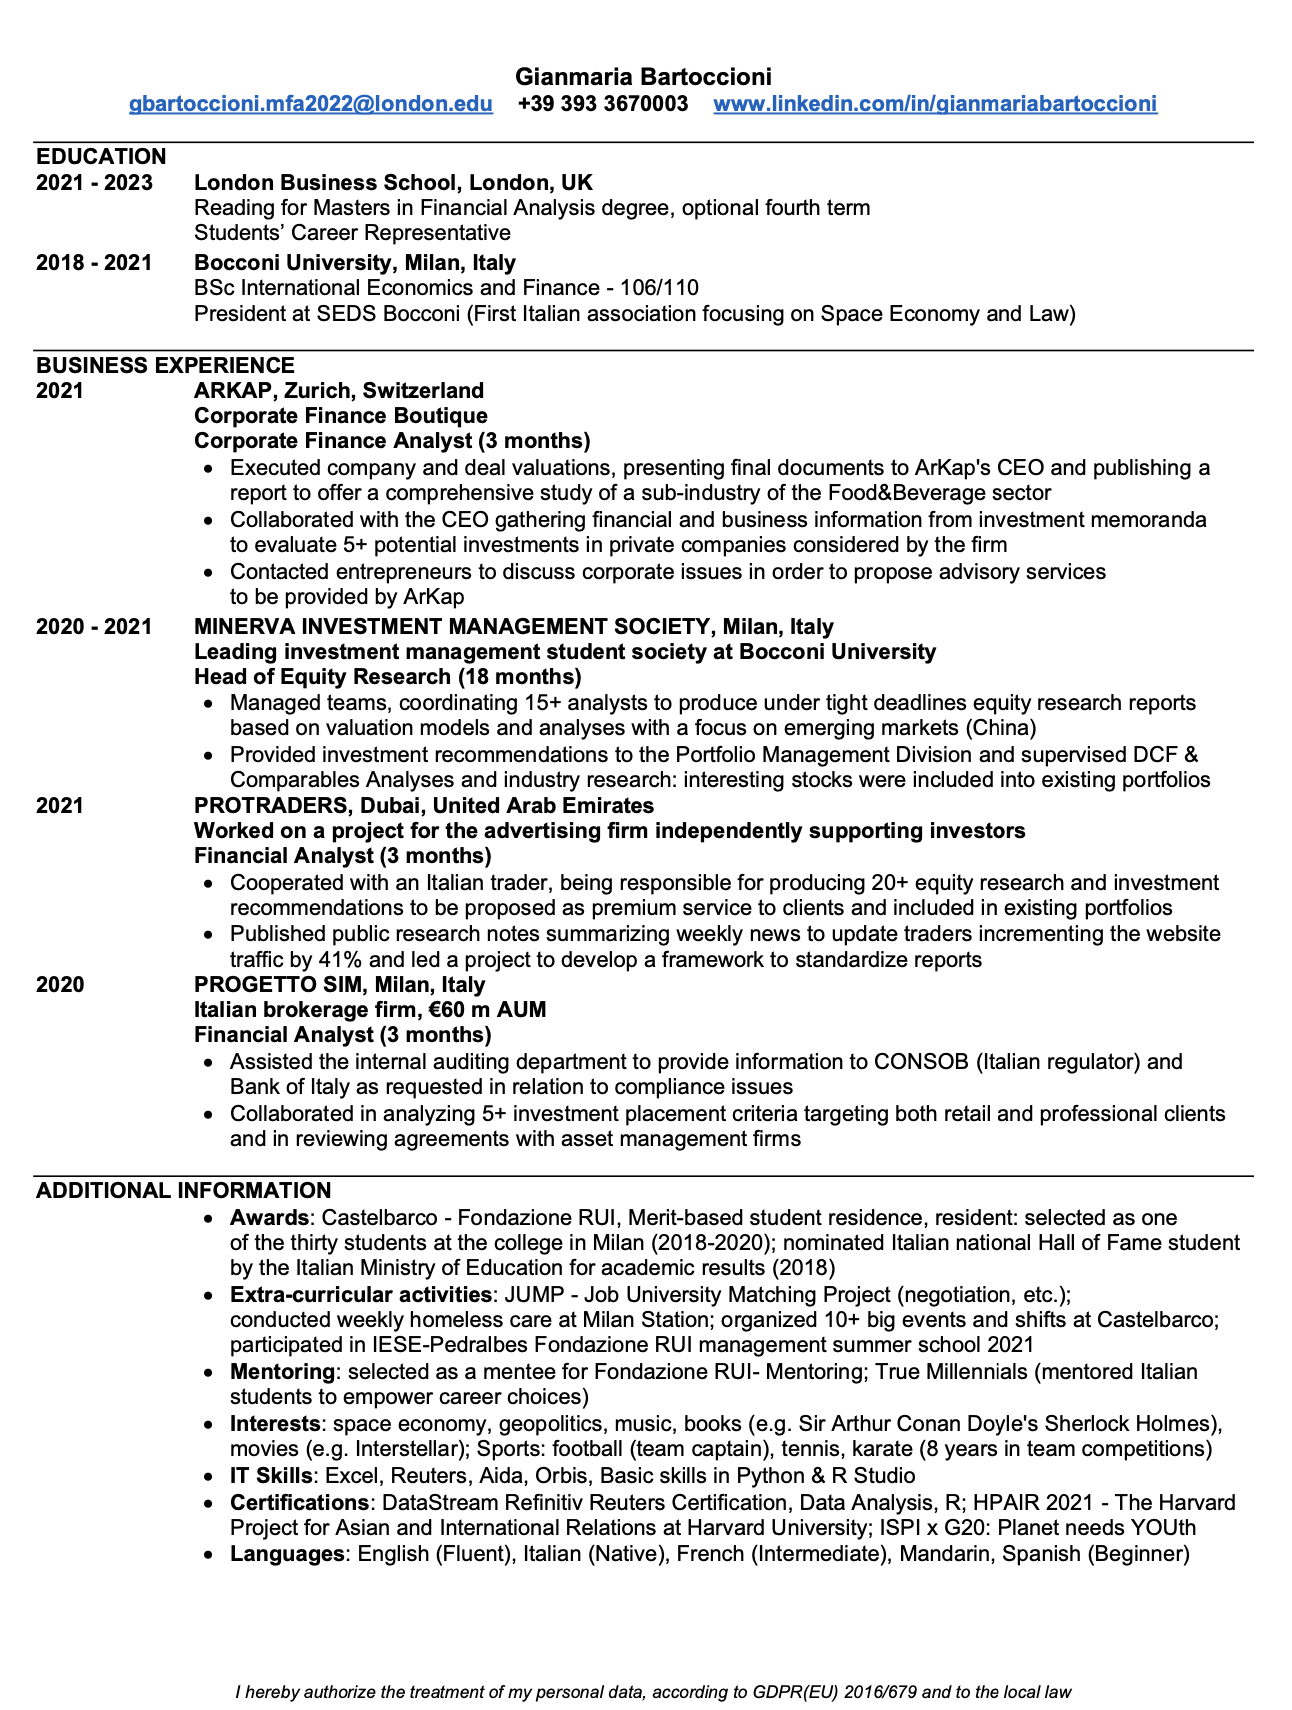 Gianmaria Bartoccioni
gbartoccioni.mfa2022@london.edu +39 393 3670003 www.linkedin.com/in/gianmariabartoccioni
EDUCATION
2021 - 2023 London Business School, London, UK
Reading for Masters in Financial Analysis degree, optional fourth term
Students’ Career Representative
2018 - 2021 Bocconi University, Milan, Italy
BSc International Economics and Finance - 106/110
President at SEDS Bocconi (First Italian association focusing on Space Economy and Law)
BUSINESS EXPERIENCE
2021 ARKAP, Zurich, Switzerland
Corporate Finance Boutique
Corporate Finance Analyst (3 months)
• Executed company and deal valuations, presenting final documents to ArKap's CEO and publishing a
report to offer a comprehensive study of a sub-industry of the Food&Beverage sector
• Collaborated with the CEO gathering financial and business information from investment memoranda
to evaluate 5+ potential investments in private companies considered by the firm
• Contacted entrepreneurs to discuss corporate issues in order to propose advisory services
to be provided by ArKap
2020 - 2021 MINERVA INVESTMENT MANAGEMENT SOCIETY, Milan, Italy
Leading investment management student society at Bocconi University
Head of Equity Research (18 months)
• Managed teams, coordinating 15+ analysts to produce under tight deadlines equity research reports
based on valuation models and analyses with a focus on emerging markets (China)
• Provided investment recommendations to the Portfolio Management Division and supervised DCF &
Comparables Analyses and industry research: interesting stocks were included into existing portfolios
2021 PROTRADERS, Dubai, United Arab Emirates
Worked on a project for the advertising firm independently supporting investors
Financial Analyst (3 months)
• Cooperated with an Italian trader, being responsible for producing 20+ equity research and investment
recommendations to be proposed as premium service to clients and included in existing portfolios
• Published public research notes summarizing weekly news to update traders incrementing the website
traffic by 41% and led a project to develop a framework to standardize reports
2020 PROGETTO SIM, Milan, Italy
Italian brokerage firm, €60 m AUM
Financial Analyst (3 months)
• Assisted the internal auditing department to provide information to CONSOB (Italian regulator) and
Bank of Italy as requested in relation to compliance issues
• Collaborated in analyzing 5+ investment placement criteria targeting both retail and professional clients
and in reviewing agreements with asset management firms
ADDITIONAL INFORMATION
• Awards: Castelbarco - Fondazione RUI, Merit-based student residence, resident: selected as one
of the thirty students at the college in Milan (2018-2020); nominated Italian national Hall of Fame student
by the Italian Ministry of Education for academic results (2018)
• Extra-curricular activities: JUMP - Job University Matching Project (negotiation, etc.);
conducted weekly homeless care at Milan Station; organized 10+ big events and shifts at Castelbarco;
participated in IESE-Pedralbes Fondazione RUI management summer school 2021
• Mentoring: selected as a mentee for Fondazione RUI- Mentoring; True Millennials (mentored Italian
students to empower career choices)
• Interests: space economy, geopolitics, music, books (e.g. Sir Arthur Conan Doyle's Sherlock Holmes),
movies (e.g. Interstellar); Sports: football (team captain), tennis, karate (8 years in team competitions)
• IT Skills: Excel, Reuters, Aida, Orbis, Basic skills in Python & R Studio
• Certifications: DataStream Refinitiv Reuters Certification, Data Analysis, R; HPAIR 2021 - The Harvard
Project for Asian and International Relations at Harvard University; ISPI x G20: Planet needs YOUth
• Languages: English (Fluent), Italian (Native), French (Intermediate), Mandarin, Spanish (Beginner)
I hereby authorize the treatment of my personal data, according to GDPR(EU) 2016/679 and to the local law